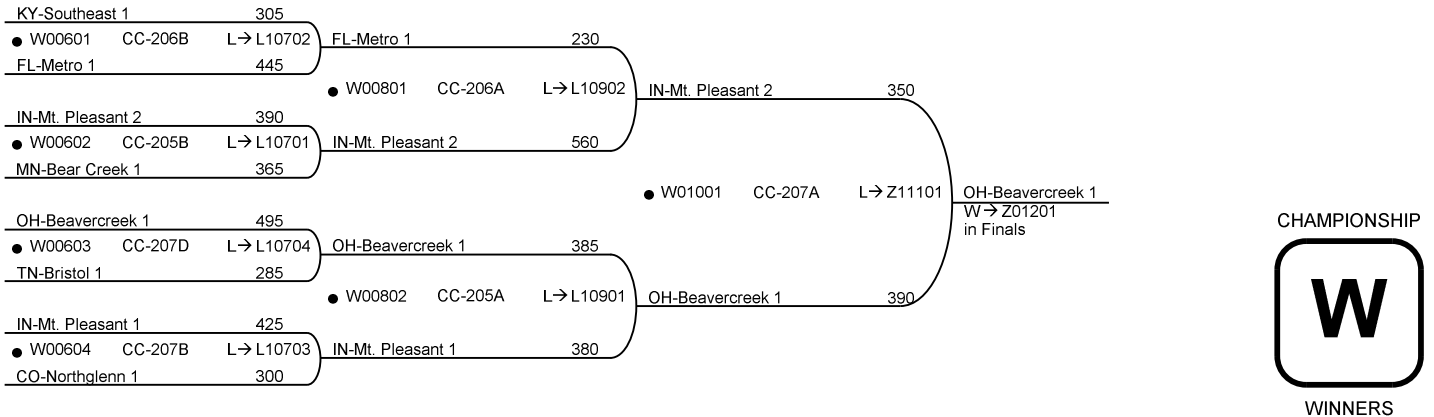 KY-Southeast 1 305
W00601 CC-206B L→L10702
FL-Metro 1 445
FL-Metro 1 230
W00801 CC-206A L→L10902
IN-Mt. Pleasant 2 390
W00602 CC-205B L→L10701
MN-Bear Creek 1 365
IN-Mt. Pleasant 2 560
IN-Mt. Pleasant 2 350
W01001 CC-207A L→Z11101
OH-Beavercreek 1
W→Z01201
in Finals
OH-Beavercreek 1 495
W00603 CC-207D L→L10704
TN-Bristol 1 285
OH-Beavercreek 1 385
W00802 CC-205A L→L10901
OH-Beavercreek 1 390
IN-Mt. Pleasant 1 425
W00604 CC-207B L→L10703
CO-Northglenn 1 300
IN-Mt. Pleasant 1 380
CHAMPIONSHIP
W
WINNERS